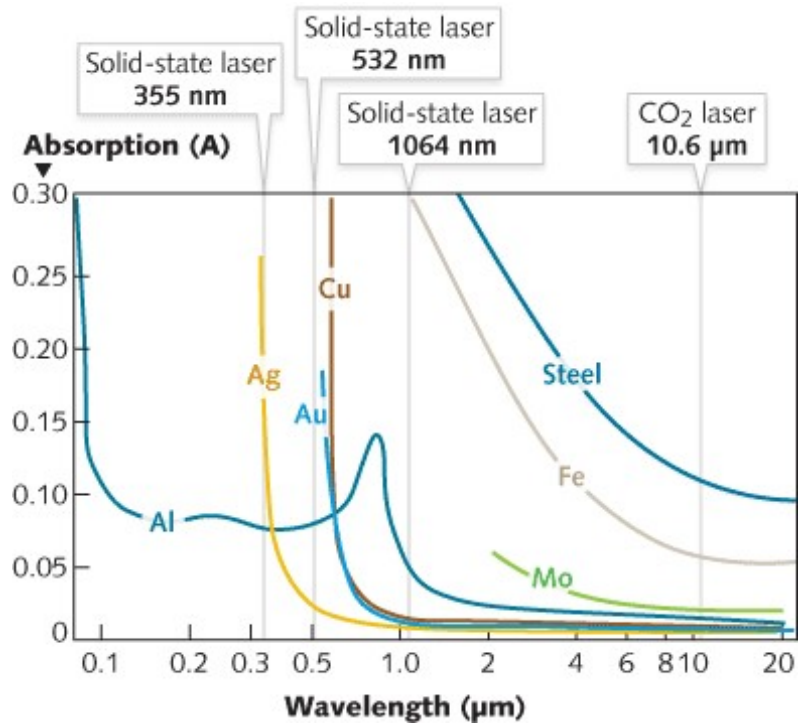 Solid-state laser
532 nm
Solid-state laser
355 nm
Solid-state laser
1064 nm
CO₂ laser
10.6 µm
Absorption (A)
0.30
0.25
0.20
0.15
0.10
0.05
0
Cu
Ag
Au
Al
Steel
Fe
Mo
0.1 0.2 0.3 0.5 1.0 2 4 6 8 10 20
Wavelength (µm)